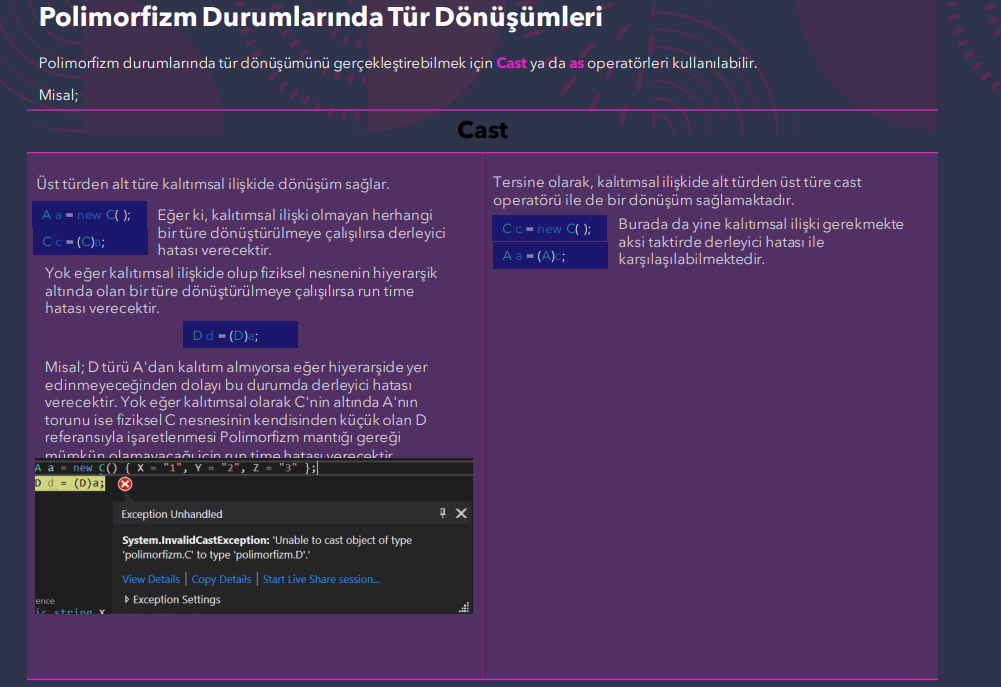 Polimorfizm Durumlarında Tür Dönüşümleri
Polimorfizm durumlarında tür dönüşümünü gerçekleştirebilmek için Cast ya da as operatörleri kullanılabilir.
Misal;
Cast
Üst türden alt türe kalıtımsal ilişkide dönüşüm sağlar.
A a = new C( );
C c = (C)a;
Eğer ki, kalıtımsal ilişki olmayan herhangi
bir türe dönüştürülmeye çalışılırsa derleyici
hatası verecektir.
Yok eğer kalıtımsal ilişkide olup fiziksel nesnenin hiyerarşik
altında olan bir türe dönüştürülmeye çalışılırsa run time
hatası verecektir.
D d = (D)a;
Misal; D türü A'dan kalıtım almıyorsa eğer hiyerarşide yer
edinmeyeceğinden dolayı bu durumda derleyici hatası
verecektir. Yok eğer kalıtımsal olarak C'nin altında A'nın
torunu ise fiziksel C nesnesinin kendisinden küçük olan D
referansıyla işaretlenmesi Polimorfizm mantığı gereği
mümkün olamayacağı için run time hatası verecektir
A a = new C() { X = "1", Y = "2", Z = "3" };
D d = (D)a;
Exception Unhandled
System.InvalidCastException: 'Unable to cast object of type
'polimorfizm.C' to type 'polimorfizm.D'.'
View Details | Copy Details | Start Live Share session...
Exception Settings
ence
ic string X
Tersine olarak, kalıtımsal ilişkide alt türden üst türe cast
operatörü ile de bir dönüşüm sağlamaktadır.
C c = new C( );
A a = (A)c;
Burada da yine kalıtımsal ilişki gerekmekte
aksi taktirde derleyici hatası ile
karşılaşılabilmektedir.